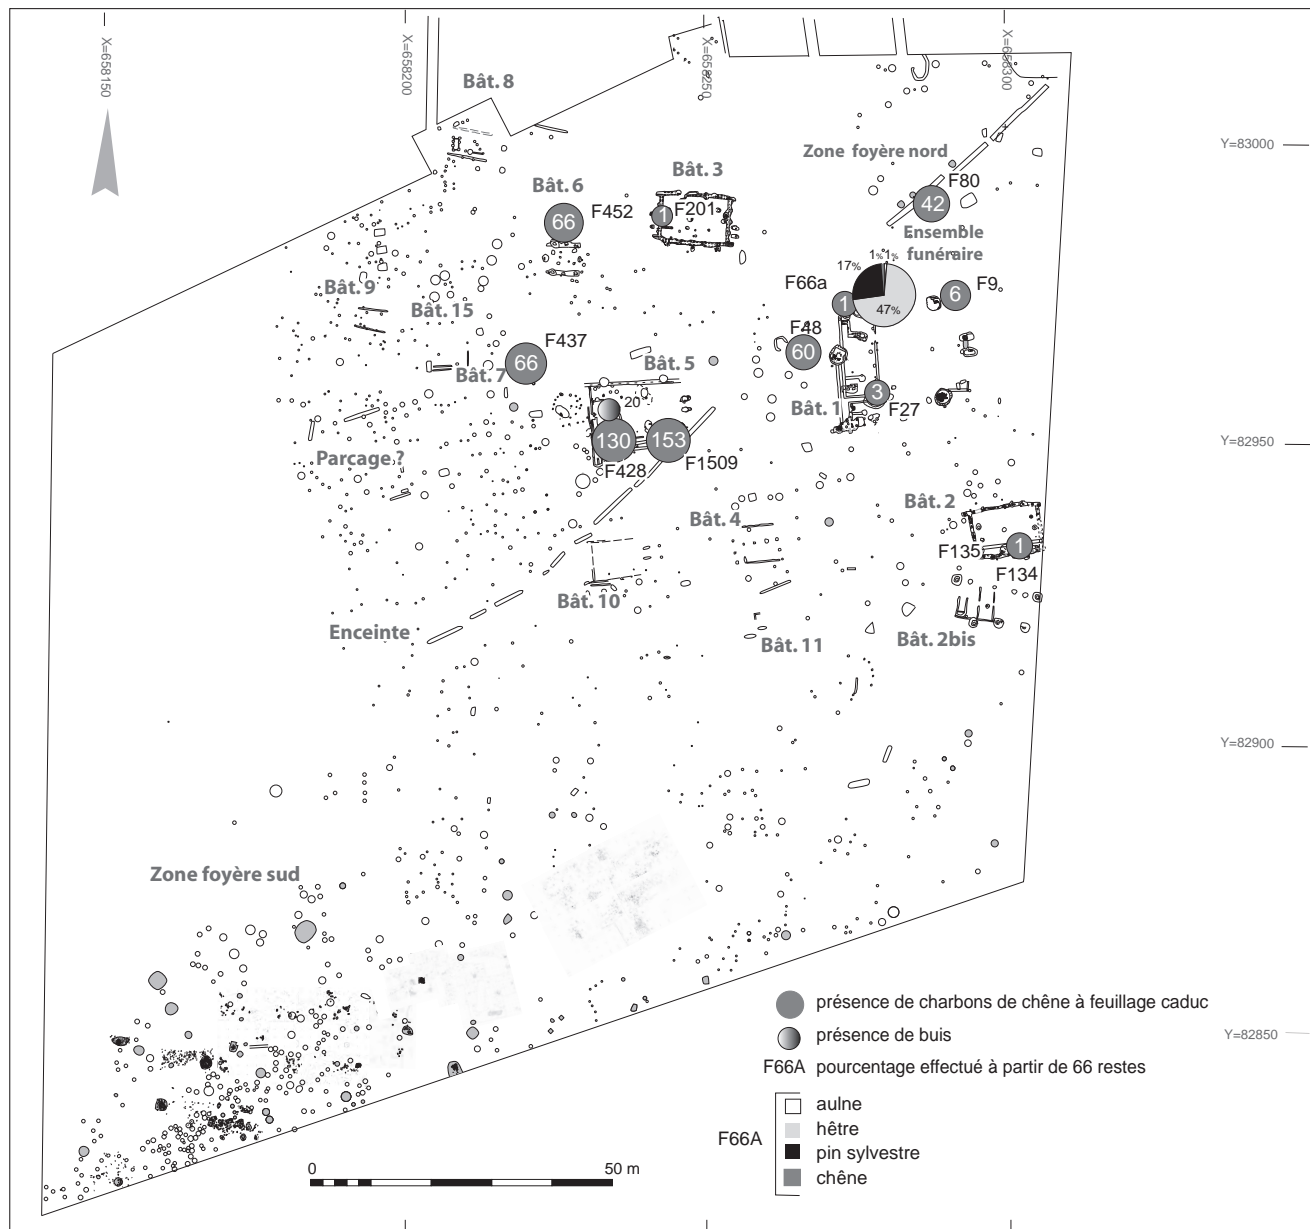 X=658150
X=658200
X=658250
X=658300
Bât. 8
Y=83000
Zone foyère nord
Bât. 3
F80
Bât. 6
42
66
F452
1
F201
Ensemble
funéraire
1% 1%
17%
F66a
1
47%
6
F9
Bât. 9
Bât. 15
F48
60
F437
66
Bât. 5
Bât. 7
20
3
Bât. 1
F27
130
153
Y=82950
Parcage ?
F428
F1509
Bât. 2
Bât. 4
F135
1
F134
Bât. 10
Enceinte
Bât. 11
Bât. 2bis
Y=82900
Zone foyère sud
présence de charbons de chêne à feuillage caduc
présence de buis
Y=82850
F66A pourcentage effectué à partir de 66 restes
aulne
hêtre
F66A
pin sylvestre
chêne
0
50 m